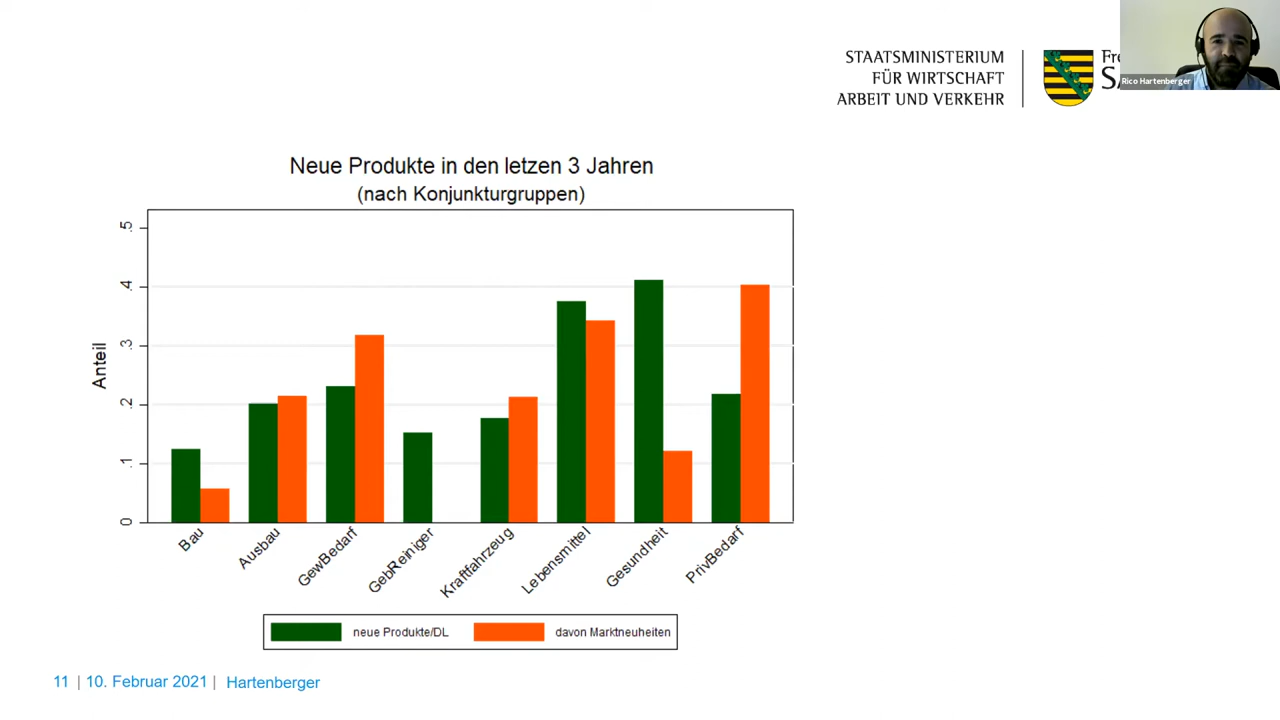 STAATSMINISTERIUM
FÜR WIRTSCHAFT
ARBEIT UND VERKEHR
Rico Hartenberger
Neue Produkte in den letzen 3 Jahren
(nach Konjunkturgruppen)
Anteil
.5
.4
.3
.2
.1
0
Bau
Ausbau
GewBedarf
GebReiniger
Kraftfahrzeug
Lebensmittel
Gesundheit
PrivBedarf
neue Produkte/DL
davon Marktneuheiten
11 | 10. Februar 2021 | Hartenberger